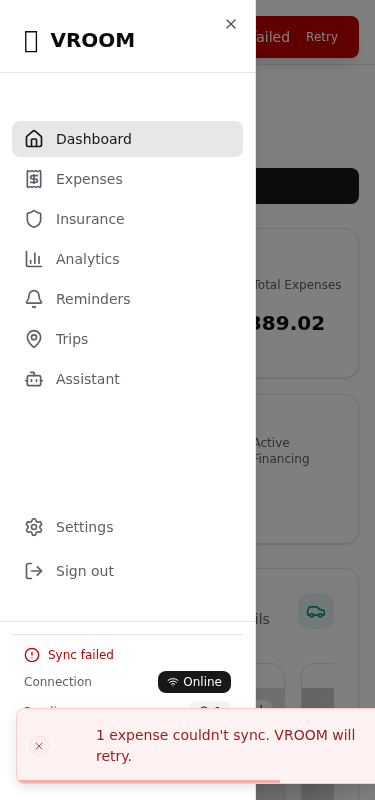 VROOM
ailed Retry
Dashboard
Expenses
Insurance
Analytics
Reminders
Trips
Assistant
Settings
Sign out
Total Expenses
389.02
Active
Financing
ils
Sync failed
Connection Online
1 expense couldn't sync. VROOM will
retry.